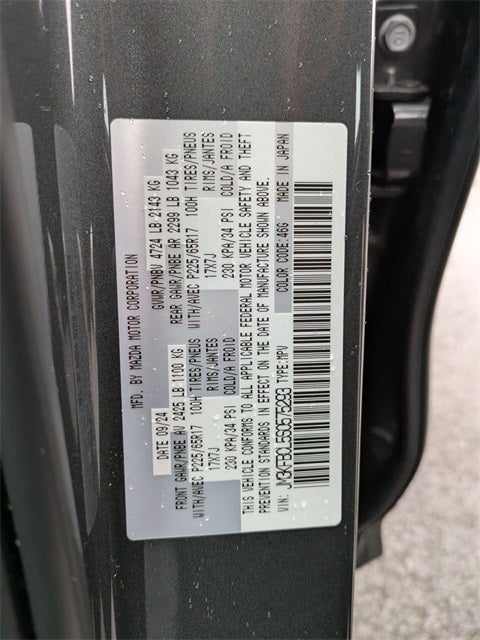 MFD. BY MAZDA MOTOR CORPORATION
DATE 09/24
GVWR/PNBV 4724 LB 2143 KG
FRONT GAWR/PNBE AV 2425 LB 1100 KG
REAR GAWR/PNBE AR 2299 LB 1043 KG
WITH/AVEC P225/65R17 100H TIRES/PNEUS
WITH/AVEC P225/65R17 100H TIRES/PNEUS
17X7J RIMS/JANTES
17X7J RIMS/JANTES
230 KPA/34 PSI COLD/A FROID
230 KPA/34 PSI COLD/A FROID
THIS VEHICLE CONFORMS TO ALL APPLICABLE FEDERAL MOTOR VEHICLE SAFETY AND THEFT
PREVENTION STANDARDS IN EFFECT ON THE DATE OF MANUFACTURE SHOWN ABOVE.
COLOR CODE:46G MADE IN JAPAN
VIN: TYPE:MPV